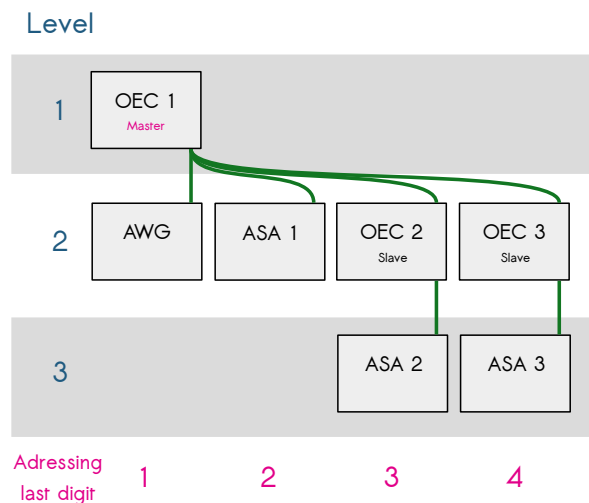 Level
1
OEC 1
Master
2
AWG
ASA 1
OEC 2
Slave
OEC 3
Slave
3
ASA 2
ASA 3
Adressing
last digit
1
2
3
4